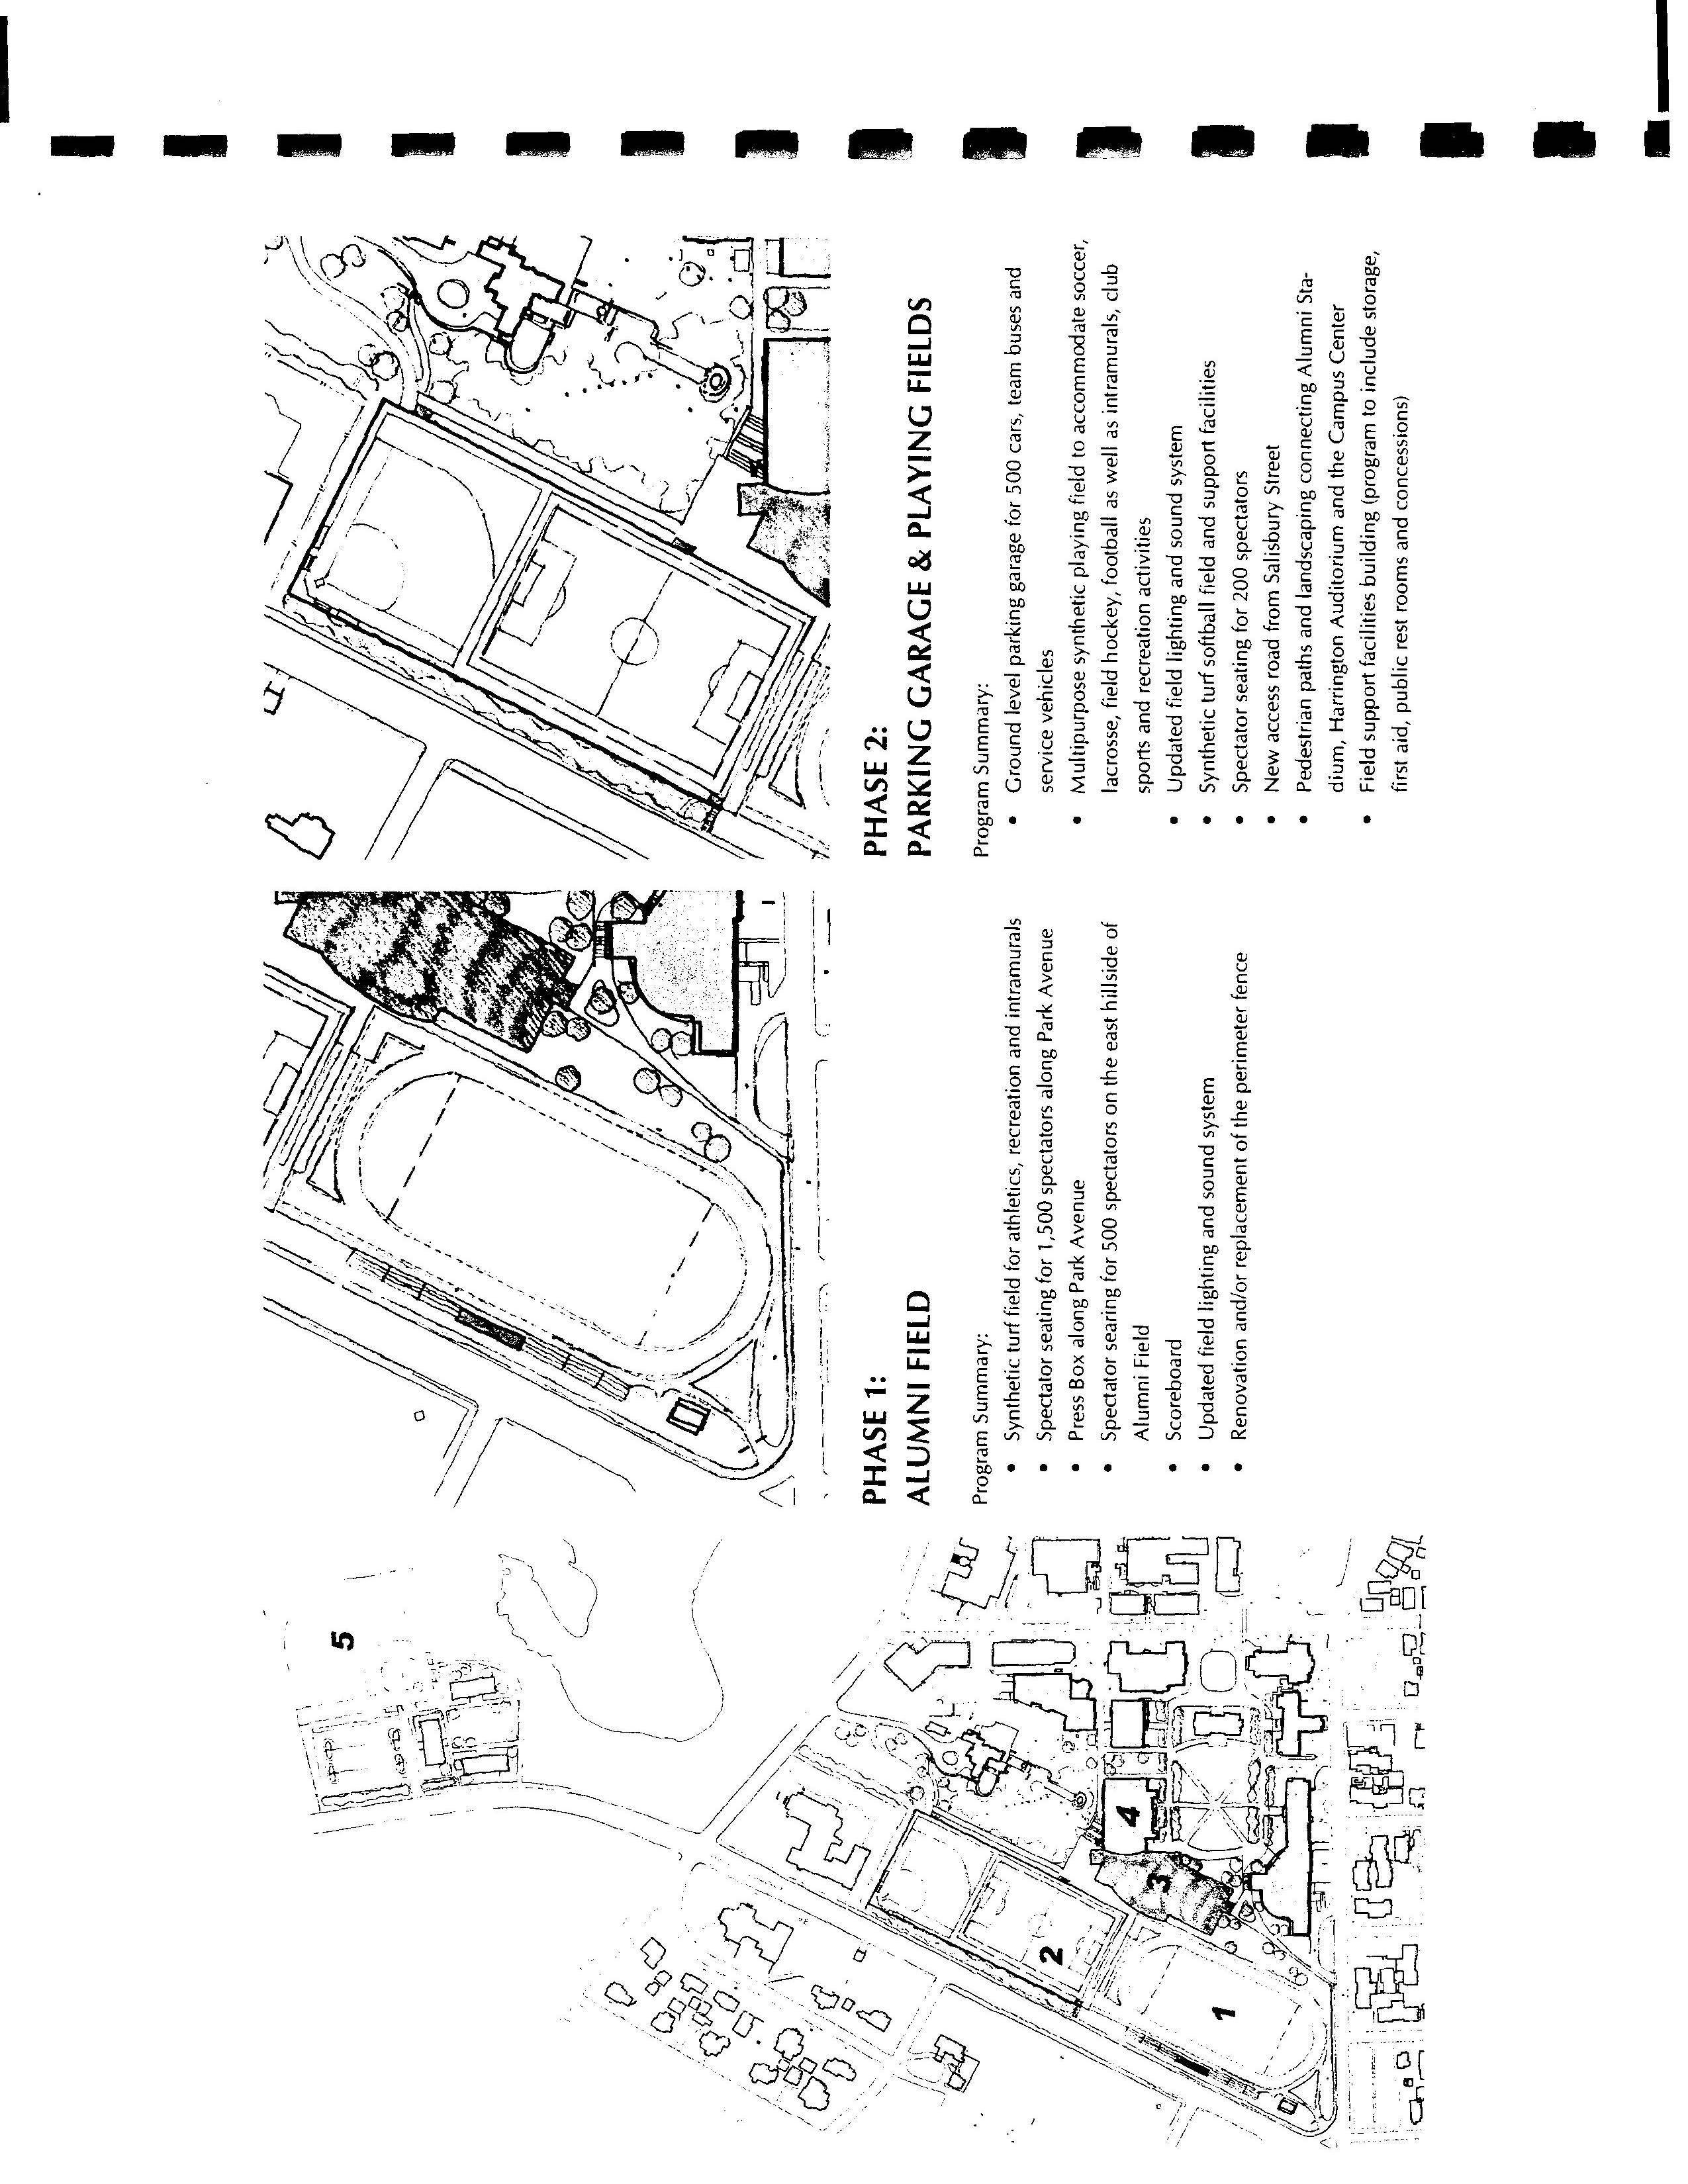 5
4
3
2
1
PHASE 1:
ALUMNI FIELD
Program Summary:
• Synthetic turf field for athletics, recreation and intramurals
• Spectator seating for 1,500 spectators along Park Avenue
• Press Box along Park Avenue
• Spectator searing for 500 spectators on the east hillside of
Alumni Field
• Scoreboard
• Updated field lighting and sound system
• Renovation and/or replacement of the perimeter fence
PHASE 2:
PARKING GARAGE & PLAYING FIELDS
Program Summary:
• Ground level parking garage for 500 cars, team buses and
service vehicles
• Multipurpose synthetic playing field to accommodate soccer,
lacrosse, field hockey, football as well as intramurals, club
sports and recreation activities
• Updated field lighting and sound system
• Synthetic turf softball field and support facilities
• Spectator seating for 200 spectators
• New access road from Salisbury Street
• Pedestrian paths and landscaping connecting Alumni Sta-
dium, Harrington Auditorium and the Campus Center
• Field support facilities building (program to include storage,
first aid, public rest rooms and concessions)